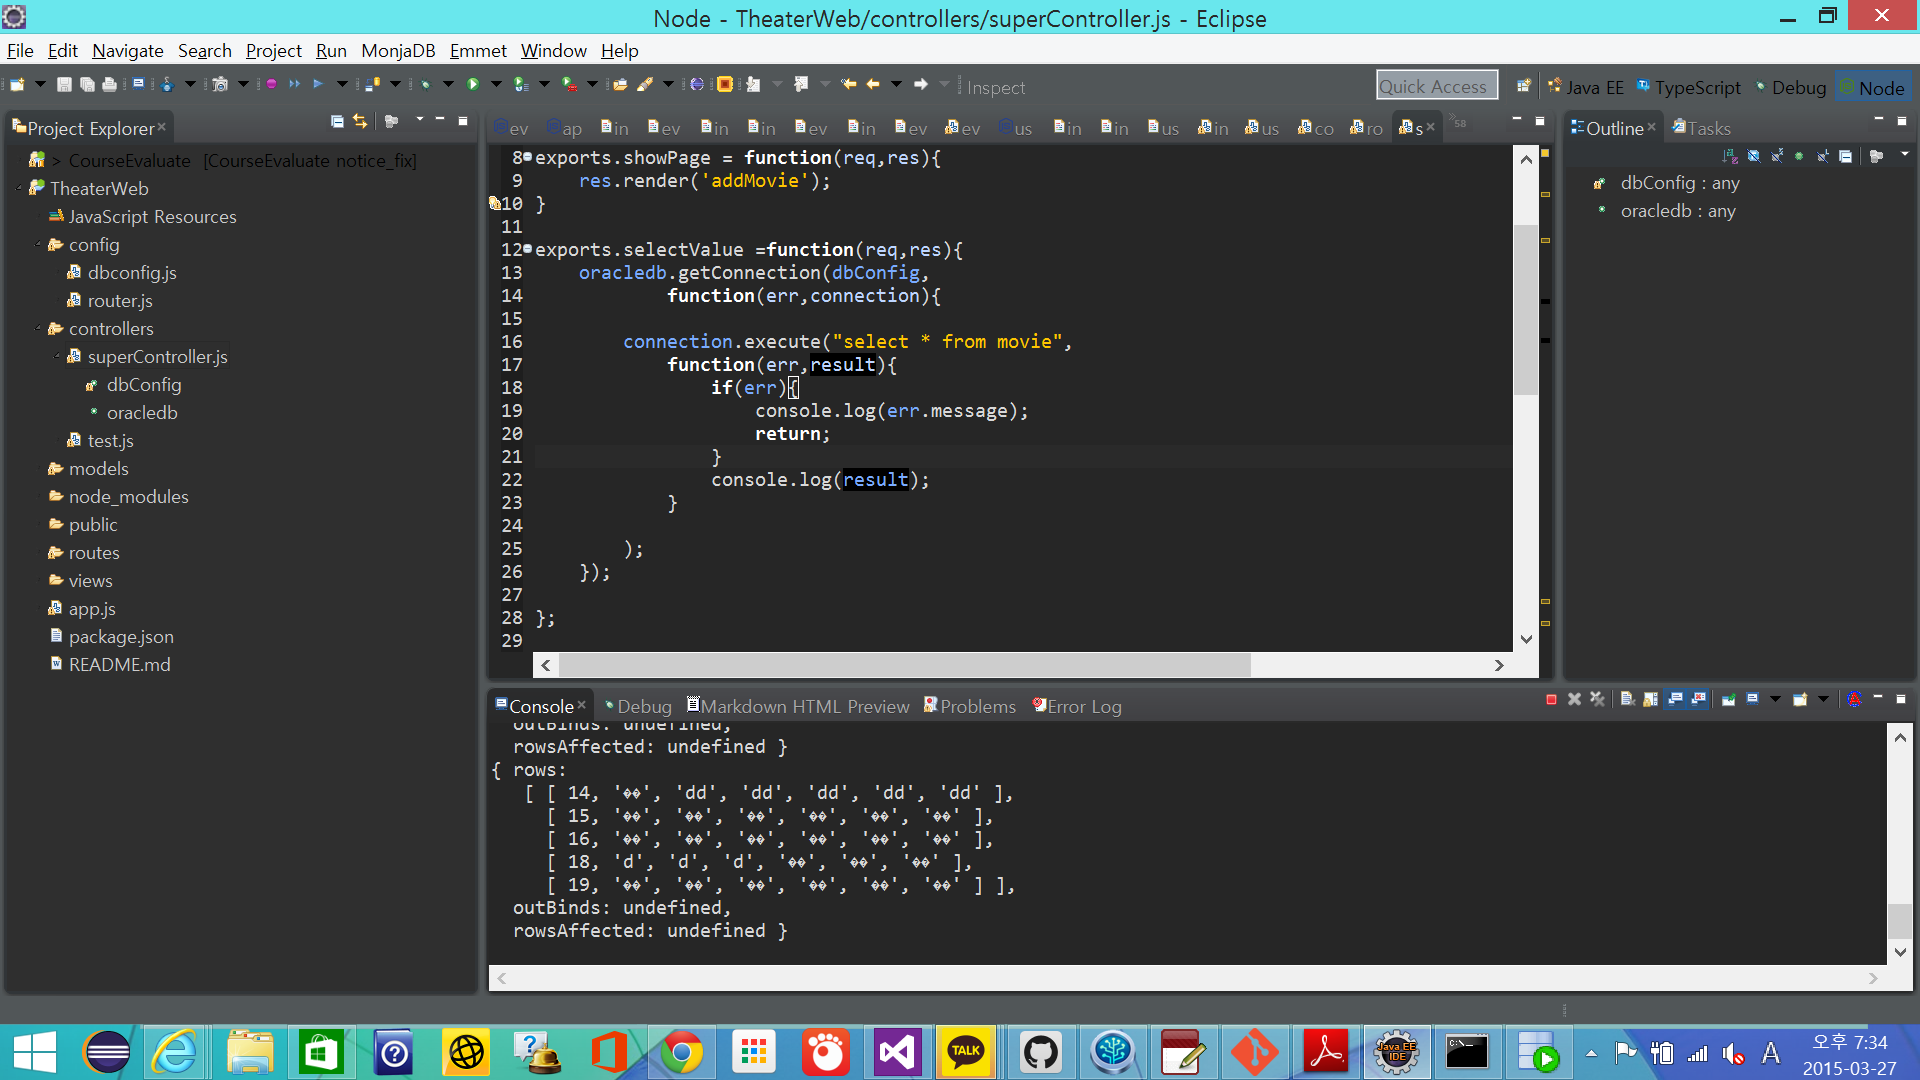 Node - TheaterWeb/controllers/superController.js - Eclipse
File Edit Navigate Search Project Run MonjaDB Emmet Window Help
Inspect
Quick Access
Java EE
TypeScript
Debug
Node
Project Explorer
> CourseEvaluate [CourseEvaluate notice_fix]
TheaterWeb
JavaScript Resources
config
dbconfig.js
router.js
controllers
superController.js
dbConfig
oracledb
test.js
models
node_modules
public
routes
views
app.js
package.json
README.md
ev ap in ev in in ev in ev ev us in in us in us co ro s 58
8 exports.showPage = function(req,res){
9 res.render('addMovie');
10 }
11
12 exports.selectValue =function(req,res){
13 oracledb.getConnection(dbConfig,
14 function(err,connection){
15
16 connection.execute("select * from movie",
17 function(err,result){
18 if(err){
19 console.log(err.message);
20 return;
21 }
22 console.log(result);
23 }
24
25 );
26 });
27
28 };
29
Outline Tasks
dbConfig : any
oracledb : any
Console Debug Markdown HTML Preview Problems Error Log
outBinds: undefined,
rowsAffected: undefined }
{ rows:
[ [ 14, '��', 'dd', 'dd', 'dd', 'dd', 'dd' ],
[ 15, '��', '��', '��', '��', '��', '��' ],
[ 16, '��', '��', '��', '��', '��', '��' ],
[ 18, 'd', 'd', 'd', '��', '��', '��' ],
[ 19, '��', '��', '��', '��', '��', '��' ] ],
outBinds: undefined,
rowsAffected: undefined }
TALK
Java EE
IDE
C:\
A
오후 7:34
2015-03-27